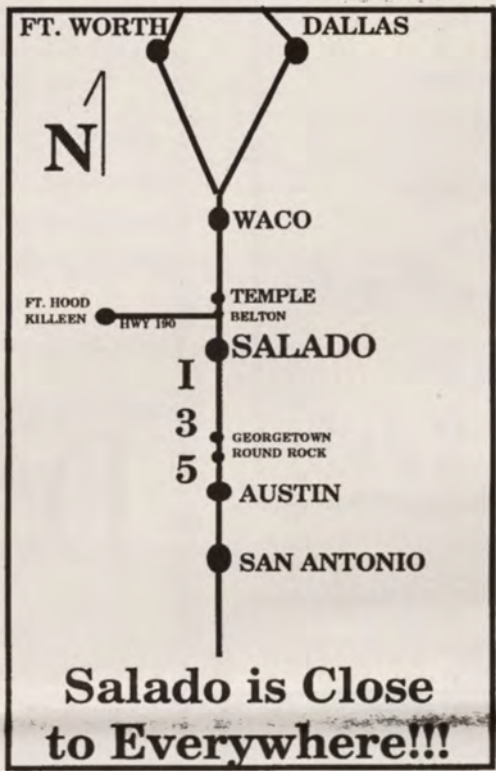 FT. WORTH
DALLAS
N
WACO
TEMPLE
FT. HOOD
KILLEEN
HWY 190
BELTON
SALADO
I
3
5
GEORGETOWN
ROUND ROCK
AUSTIN
SAN ANTONIO
Salado is Close
to Everywhere!!!